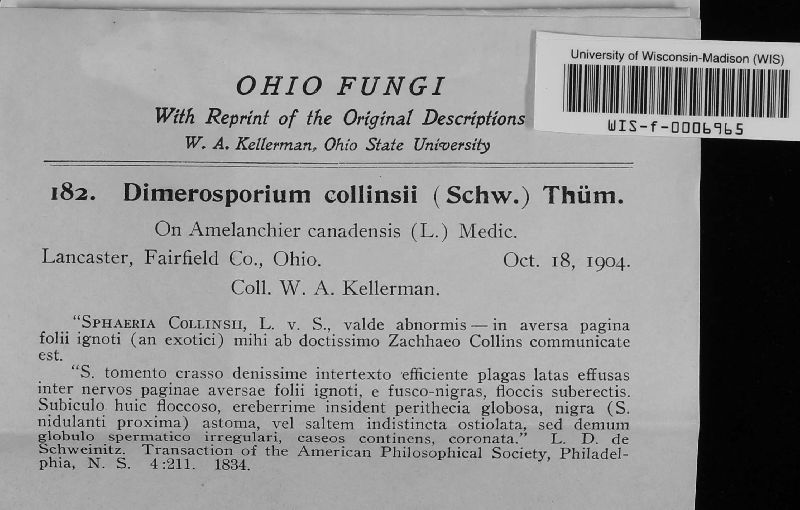 University of Wisconsin-Madison (WIS)
WIS-f-0006965
OHIO FUNGI
With Reprint of the Original Descriptions
W. A. Kellerman, Ohio State University
182. Dimerosporium collinsii (Schw.) Thüm.
On Amelanchier canadensis (L.) Medic.
Lancaster, Fairfield Co., Ohio. Oct. 18, 1904.
Coll. W. A. Kellerman.
“SPHAERIA COLLINSII, L. v. S., valde abnormis — in aversa pagina
folii ignoti (an exotici) mihi ab doctissimo Zachhaeo Collins communicate
est.
“S. tomento crasso denissime intertexto efficiente plagas latas effusas
inter nervos paginae aversae folii ignoti, e fusco-nigras, floccis suberectis.
Subiculo huic floccoso, ereberrime insident perithecia globosa, nigra (S.
nidulanti proxima) astoma, vel saltem indistincta ostiolata, sed demum
globulo spermatico irregulari, caseos continens, coronata.” L. D. de
Schweinitz. Transaction of the American Philosophical Society, Philadel-
phia, N. S. 4:211. 1834.